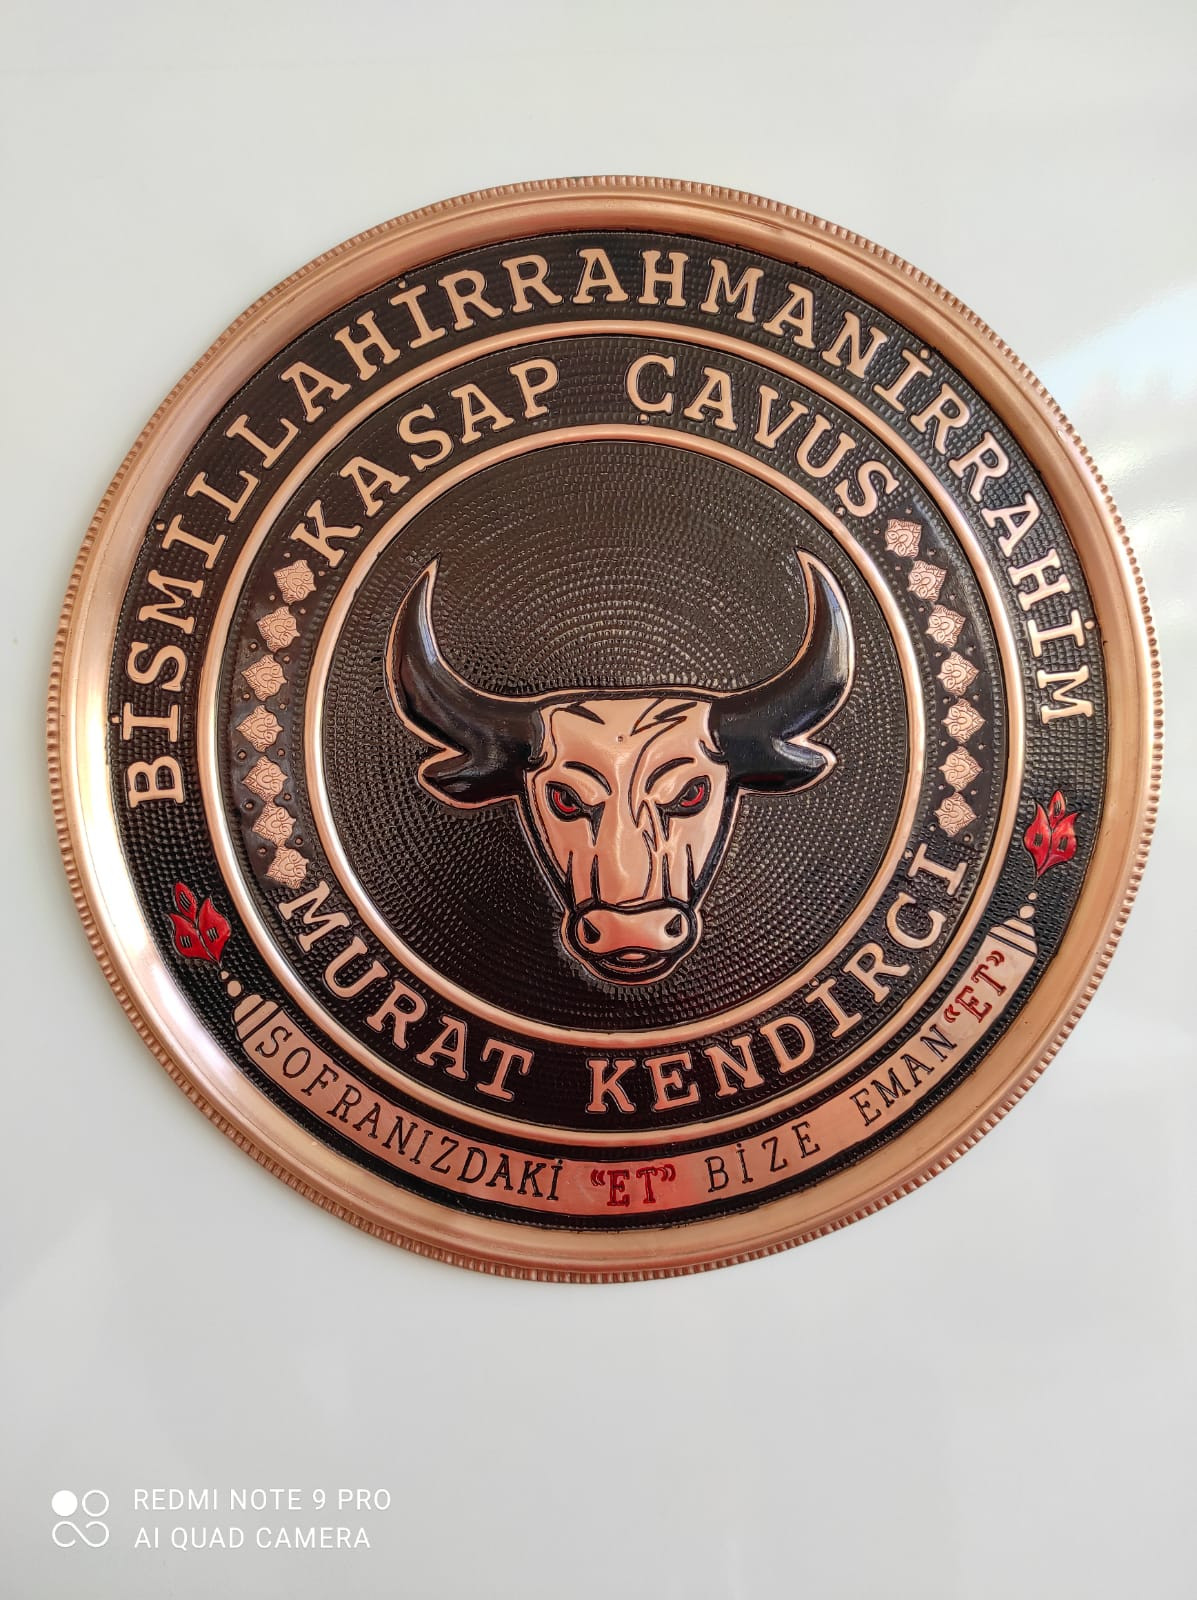 BİSMİLLAHİRRAHMANİRRAHİM
KASAP ÇAVUŞ
MURAT KENDİRCİ
SOFRANIZDAKİ “ET” BİZE EMAN“ET”
REDMI NOTE 9 PRO
AI QUAD CAMERA